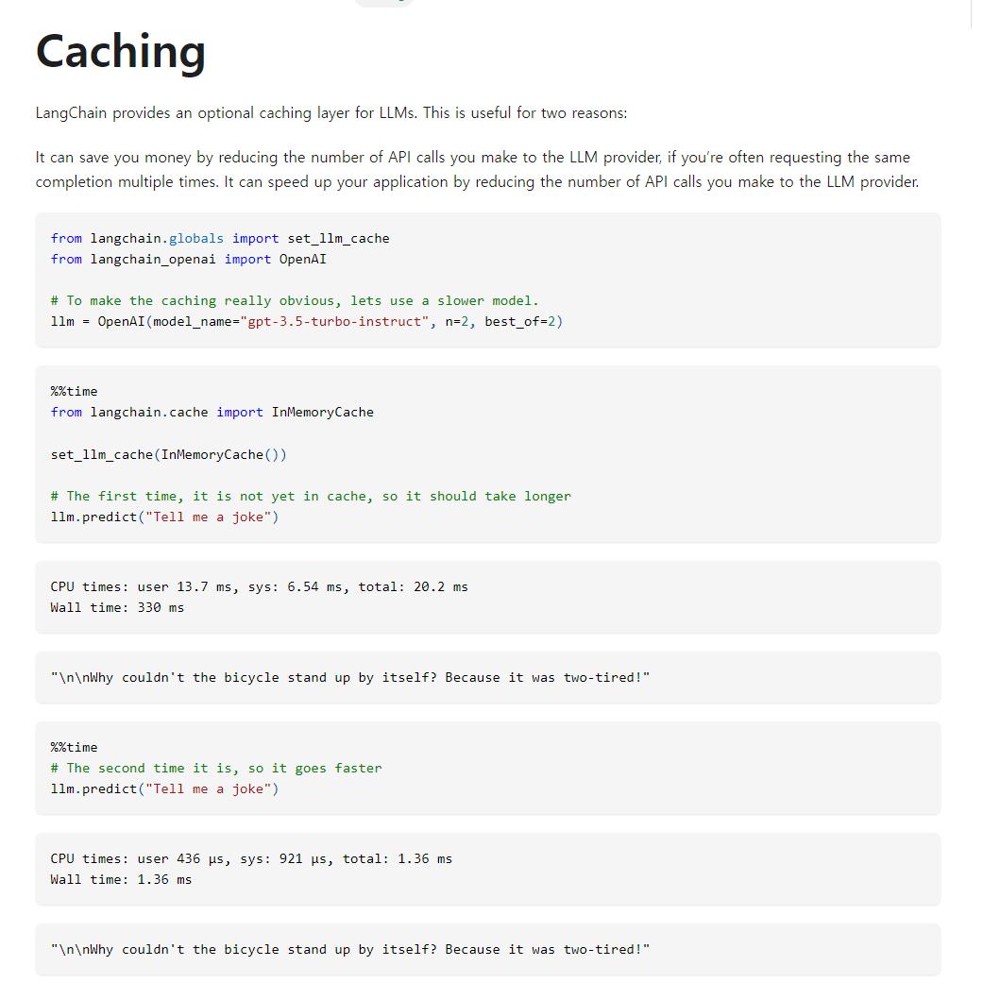 Caching
LangChain provides an optional caching layer for LLMs. This is useful for two reasons:
It can save you money by reducing the number of API calls you make to the LLM provider, if you’re often requesting the same
completion multiple times. It can speed up your application by reducing the number of API calls you make to the LLM provider.
from langchain.globals import set_llm_cache
from langchain_openai import OpenAI
# To make the caching really obvious, lets use a slower model.
llm = OpenAI(model_name="gpt-3.5-turbo-instruct", n=2, best_of=2)
%%time
from langchain.cache import InMemoryCache
set_llm_cache(InMemoryCache())
# The first time, it is not yet in cache, so it should take longer
llm.predict("Tell me a joke")
CPU times: user 13.7 ms, sys: 6.54 ms, total: 20.2 ms
Wall time: 330 ms
"\n\nWhy couldn't the bicycle stand up by itself? Because it was two-tired!"
%%time
# The second time it is, so it goes faster
llm.predict("Tell me a joke")
CPU times: user 436 µs, sys: 921 µs, total: 1.36 ms
Wall time: 1.36 ms
"\n\nWhy couldn't the bicycle stand up by itself? Because it was two-tired!"